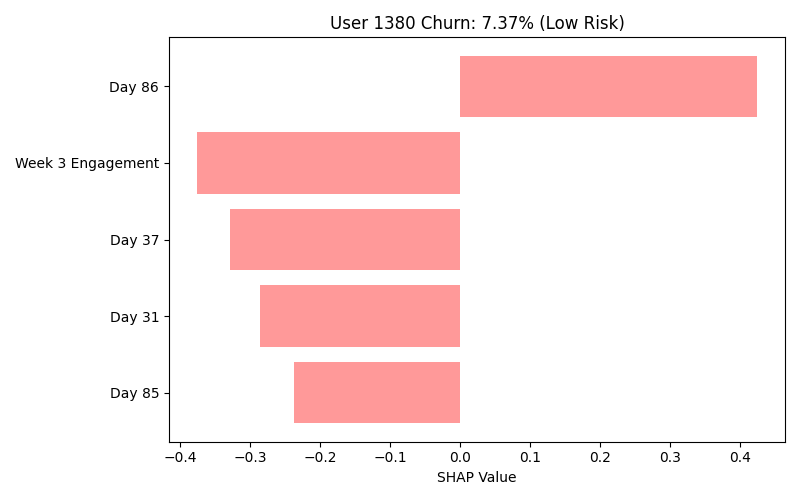 User 1380 Churn: 7.37% (Low Risk)
Day 86
Week 3 Engagement
Day 37
Day 31
Day 85
−0.4 −0.3 −0.2 −0.1 0.0 0.1 0.2 0.3 0.4
SHAP Value